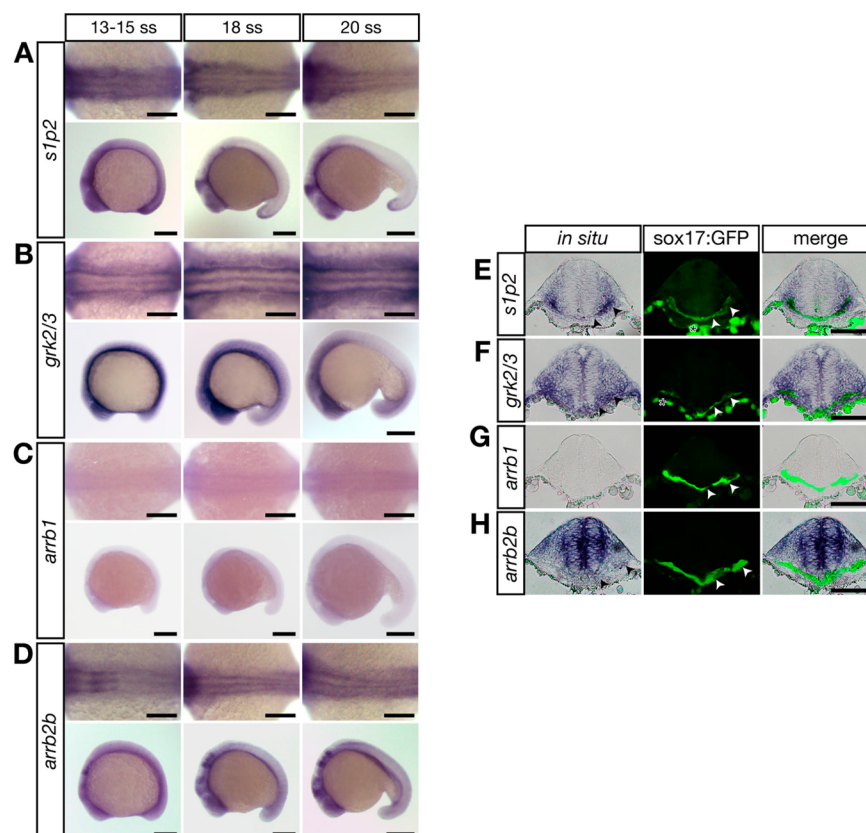 13-15 ss
18 ss
20 ss
A
s1p2
B
grk2/3
C
arrb1
D
arrb2b
in situ
sox17:GFP
merge
E
s1p2
*
F
grk2/3
*
G
arrb1
H
arrb2b